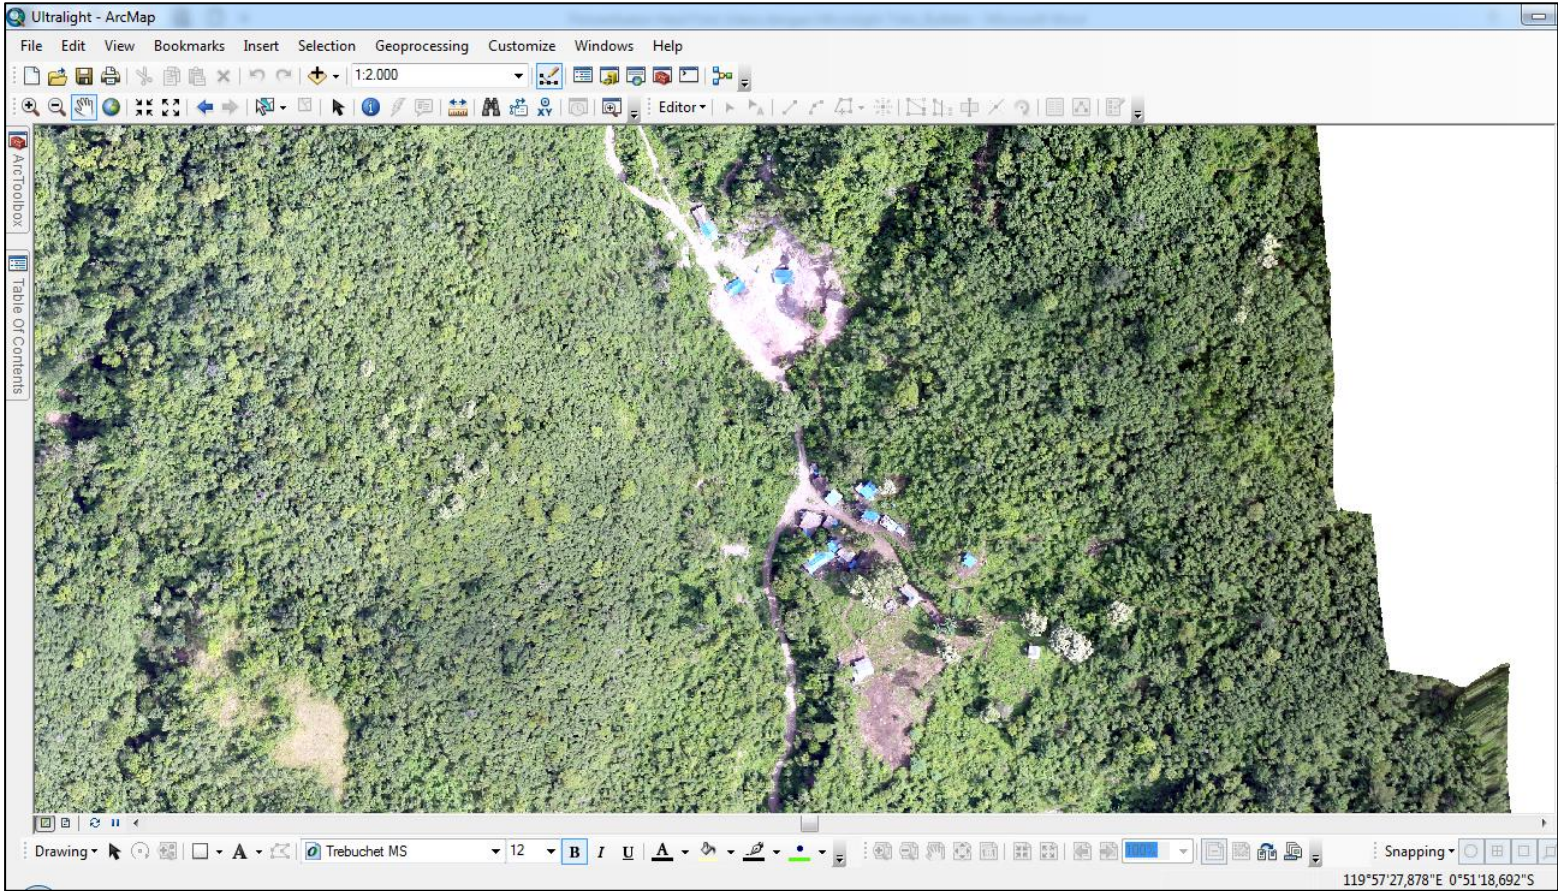 Ultralight - ArcMap
File Edit View Bookmarks Insert Selection Geoprocessing Customize Windows Help
1:2.000
Editor
ArcToolbox
Table Of Contents
Drawing A Trebuchet MS 12 B I U A 100%
Snapping
119°57'27,878"E 0°51'18,692"S